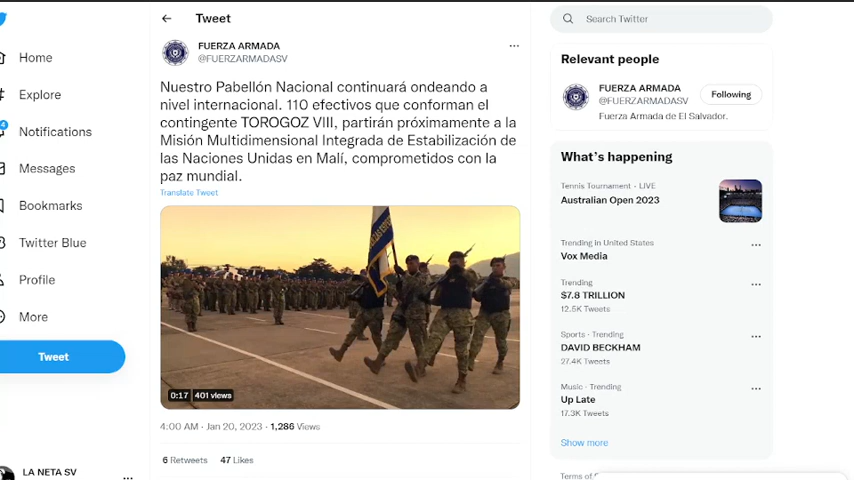 Tweet
FUERZA ARMADA
@FUERZARMADASV
Nuestro Pabellón Nacional continuará ondeando a
nivel internacional. 110 efectivos que conforman el
contingente TOROGOZ VIII, partirán próximamente a la
Misión Multidimensional Integrada de Estabilización de
las Naciones Unidas en Malí, comprometidos con la
paz mundial.
Translate Tweet
0:17 401 views
4:00 AM · Jan 20, 2023 · 1,286 Views
6 Retweets 47 Likes
Home
Explore
4
Notifications
Messages
Bookmarks
Twitter Blue
Profile
More
Tweet
LA NETA SV
Search Twitter
Relevant people
FUERZA ARMADA
@FUERZARMADASV
Following
Fuerza Armada de El Salvador.
What's happening
Tennis Tournament · LIVE
Australian Open 2023
Trending in United States
Vox Media
Trending
$7.8 TRILLION
12.5K Tweets
Sports · Trending
DAVID BECKHAM
27.4K Tweets
Music · Trending
Up Late
17.3K Tweets
Show more
Terms of